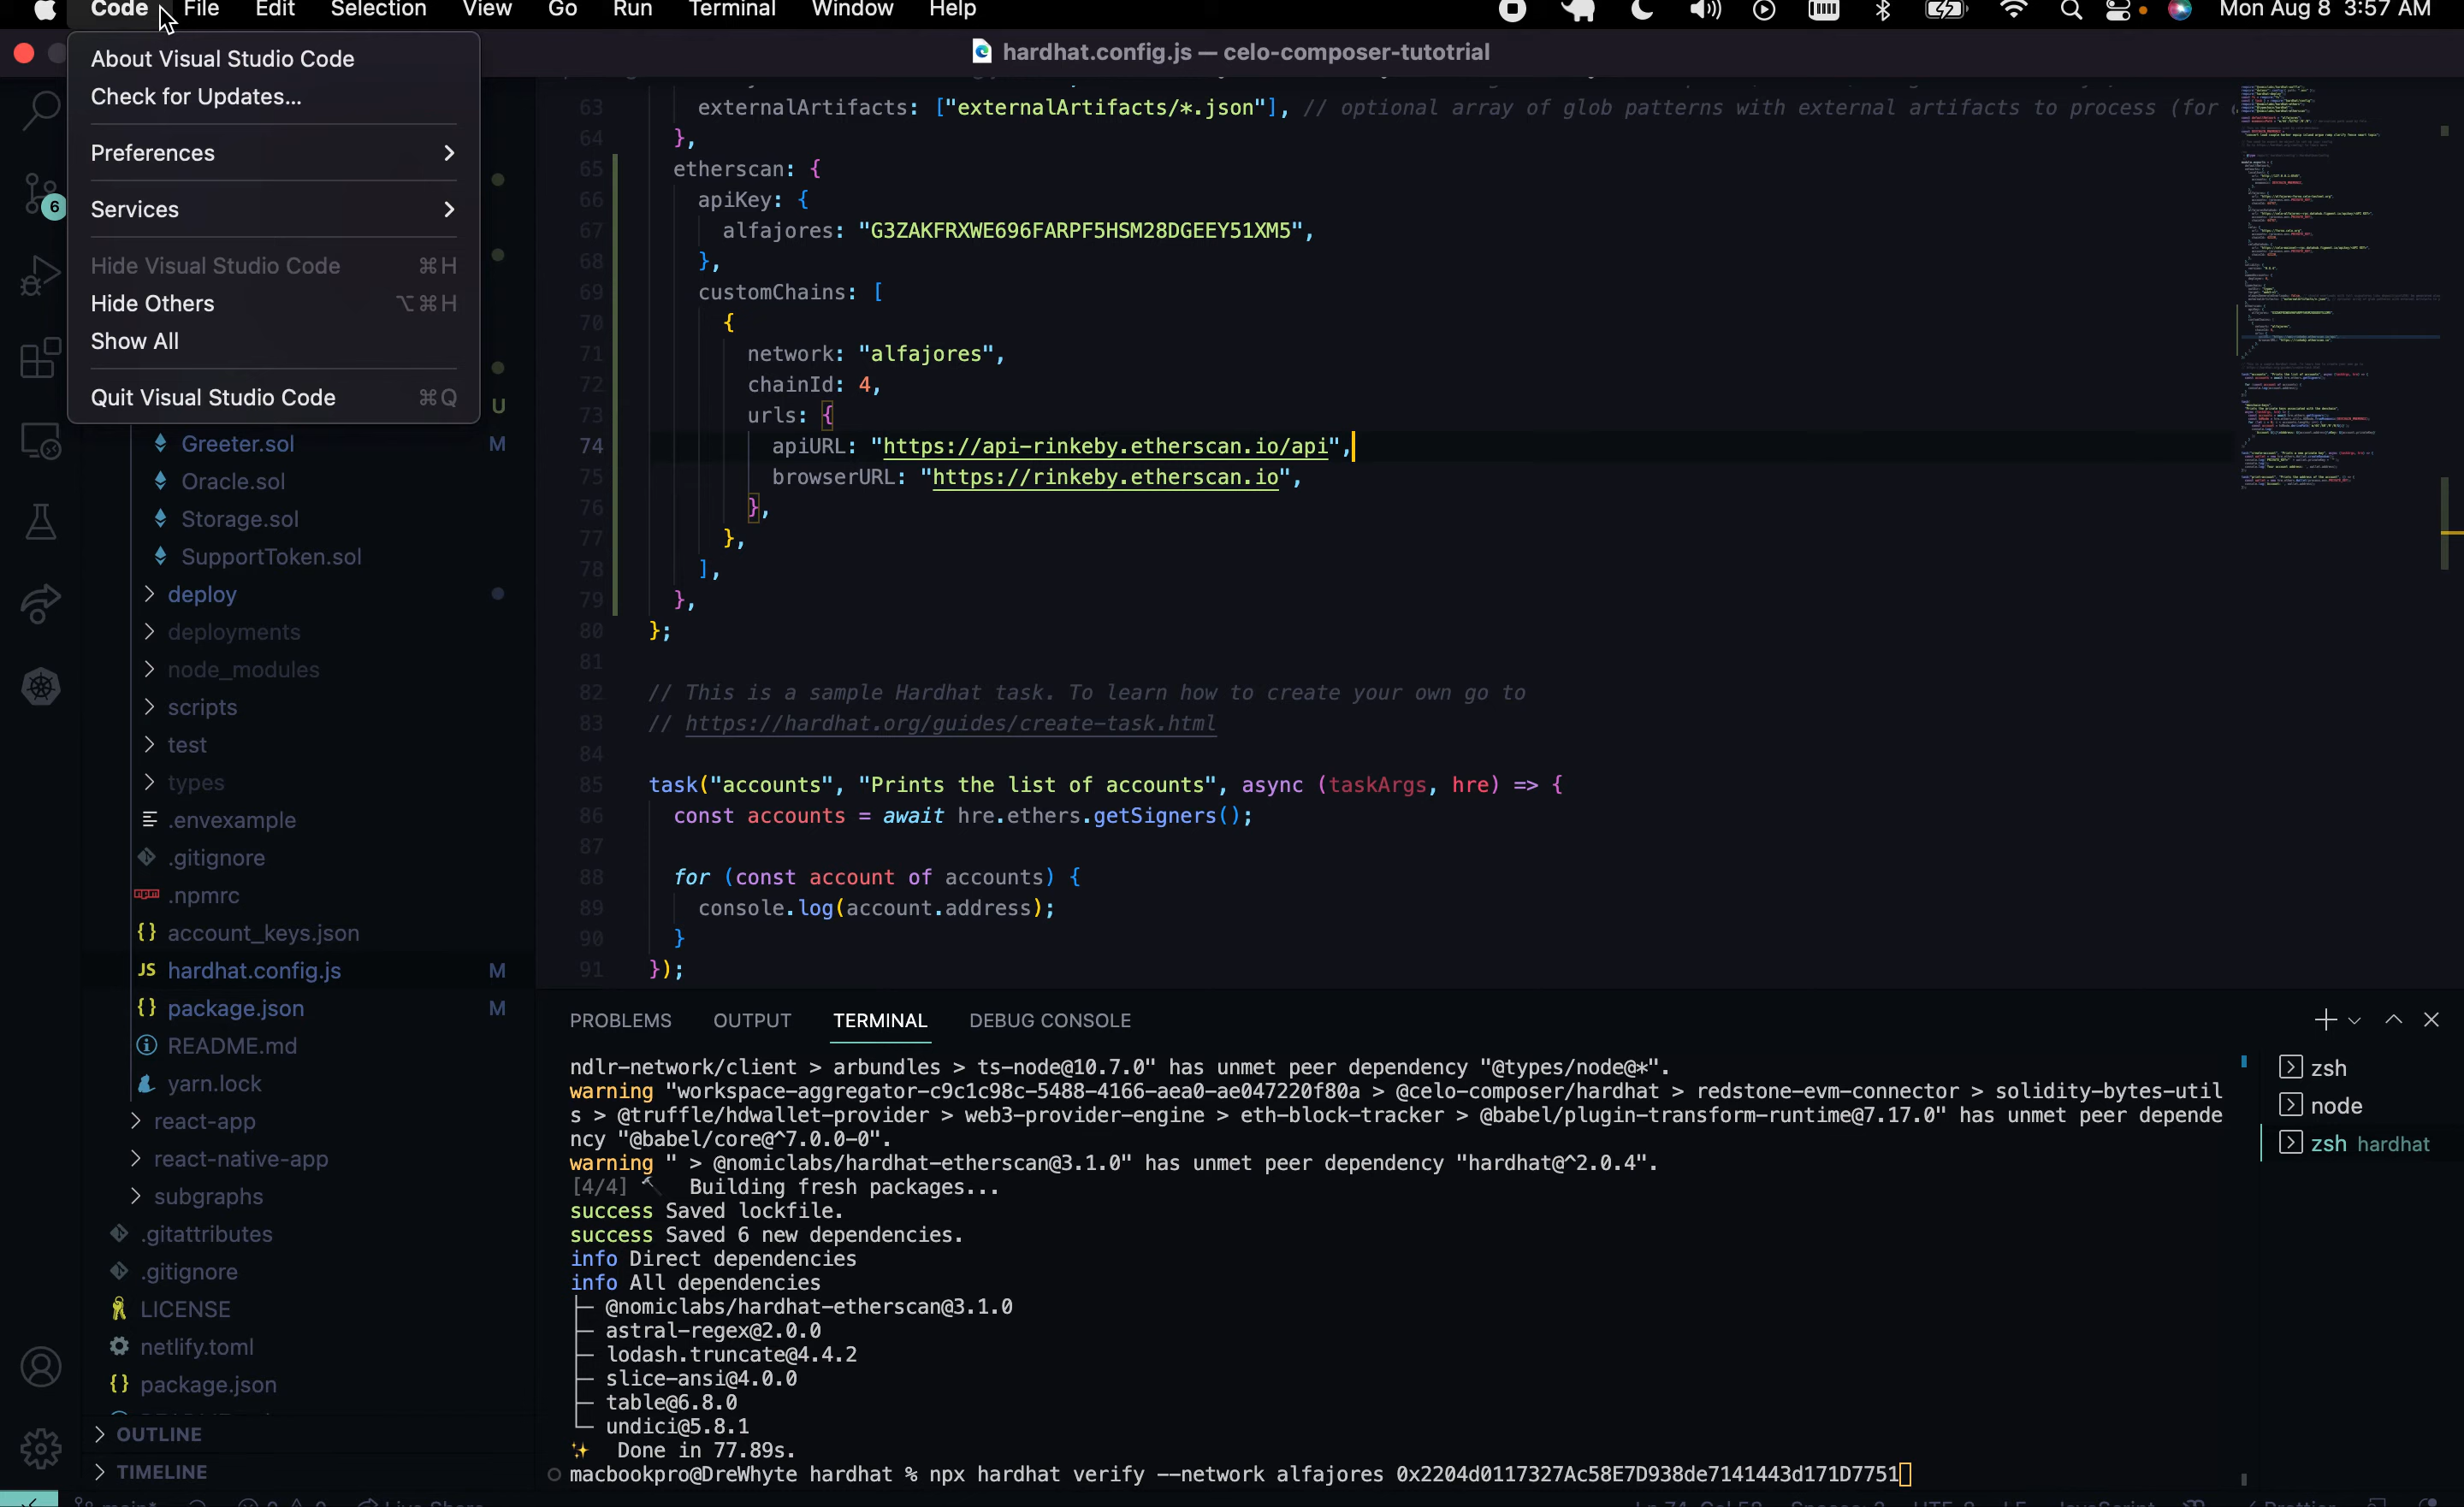 Code File Edit Selection View Go Run Terminal Window Help Mon Aug 8 3:57 AM
hardhat.config.js — celo-composer-tutotrial
About Visual Studio Code
Check for Updates...
Preferences
Services
Hide Visual Studio Code ⌘H
Hide Others ⌥⌘H
Show All
Quit Visual Studio Code ⌘Q
6
U
Greeter.sol M
Oracle.sol
Storage.sol
SupportToken.sol
deploy
deployments
node_modules
scripts
test
types
.envexample
.gitignore
.npmrc
account_keys.json
JS hardhat.config.js M
package.json M
README.md
yarn.lock
react-app
react-native-app
subgraphs
.gitattributes
.gitignore
LICENSE
netlify.toml
package.json
OUTLINE
TIMELINE
63 externalArtifacts: ["externalArtifacts/*.json"], // optional array of glob patterns with external artifacts to process (for
64 },
65 etherscan: {
66 apiKey: {
67 alfajores: "G3ZAKFRXWE696FARPF5HSM28DGEEY51XM5",
68 },
69 customChains: [
70 {
71 network: "alfajores",
72 chainId: 4,
73 urls: {
74 apiURL: "https://api-rinkeby.etherscan.io/api",
75 browserURL: "https://rinkeby.etherscan.io",
76 },
77 },
78 ],
79 },
80 };
81
82 // This is a sample Hardhat task. To learn how to create your own go to
83 // https://hardhat.org/guides/create-task.html
84
85 task("accounts", "Prints the list of accounts", async (taskArgs, hre) => {
86 const accounts = await hre.ethers.getSigners();
87
88 for (const account of accounts) {
89 console.log(account.address);
90 }
91 });
PROBLEMS OUTPUT TERMINAL DEBUG CONSOLE
ndlr-network/client > arbundles > ts-node@10.7.0" has unmet peer dependency "@types/node@*".
warning "workspace-aggregator-c9c1c98c-5488-4166-aea0-ae047220f80a > @celo-composer/hardhat > redstone-evm-connector > solidity-bytes-util
s > @truffle/hdwallet-provider > web3-provider-engine > eth-block-tracker > @babel/plugin-transform-runtime@7.17.0" has unmet peer depende
ncy "@babel/core@^7.0.0-0".
warning " > @nomiclabs/hardhat-etherscan@3.1.0" has unmet peer dependency "hardhat@^2.0.4".
[4/4] Building fresh packages...
success Saved lockfile.
success Saved 6 new dependencies.
info Direct dependencies
info All dependencies
├─ @nomiclabs/hardhat-etherscan@3.1.0
├─ astral-regex@2.0.0
├─ lodash.truncate@4.4.2
├─ slice-ansi@4.0.0
├─ table@6.8.0
└─ undici@5.8.1
✨ Done in 77.89s.
macbookpro@DreWhyte hardhat % npx hardhat verify --network alfajores 0x2204d0117327Ac58E7D938de7141443d171D7751
zsh
node
zsh hardhat